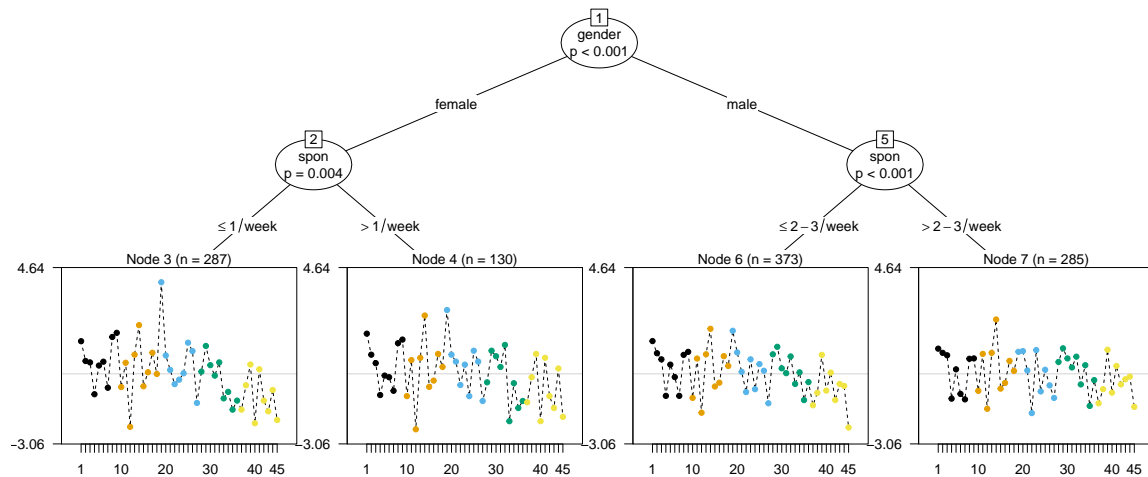 1
gender
p < 0.001
female
male
2
spon
p = 0.004
5
spon
p < 0.001
≤ 1/week
> 1/week
≤ 2 − 3/week
> 2 − 3/week
Node 3 (n = 287)
Node 4 (n = 130)
Node 6 (n = 373)
Node 7 (n = 285)
4.64
4.64
4.64
4.64
−3.06
−3.06
−3.06
−3.06
1 10 20 30 40 45
1 10 20 30 40 45
1 10 20 30 40 45
1 10 20 30 40 45